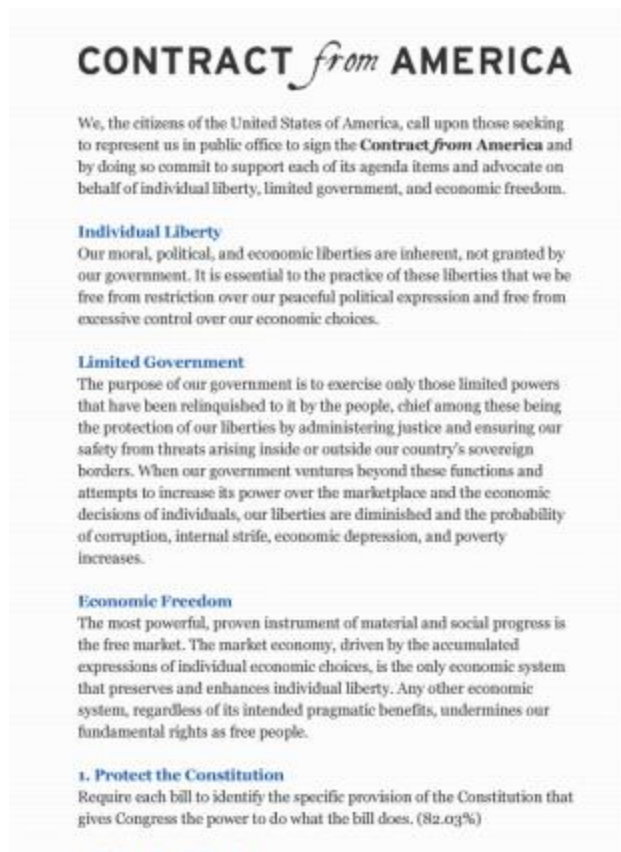 CONTRACT from AMERICA
We, the citizens of the United States of America, call upon those seeking
to represent us in public office to sign the Contract from America and
by doing so commit to support each of its agenda items and advocate on
behalf of individual liberty, limited government, and economic freedom.
Individual Liberty
Our moral, political, and economic liberties are inherent, not granted by
our government. It is essential to the practice of these liberties that we be
free from restriction over our peaceful political expression and free from
excessive control over our economic choices.
Limited Government
The purpose of our government is to exercise only those limited powers
that have been relinquished to it by the people, chief among these being
the protection of our liberties by administering justice and ensuring our
safety from threats arising inside or outside our country's sovereign
borders. When our government ventures beyond these functions and
attempts to increase its power over the marketplace and the economic
decisions of individuals, our liberties are diminished and the probability
of corruption, internal strife, economic depression, and poverty
increases.
Economic Freedom
The most powerful, proven instrument of material and social progress is
the free market. The market economy, driven by the accumulated
expressions of individual economic choices, is the only economic system
that preserves and enhances individual liberty. Any other economic
system, regardless of its intended pragmatic benefits, undermines our
fundamental rights as free people.
1. Protect the Constitution
Require each bill to identify the specific provision of the Constitution that
gives Congress the power to do what the bill does. (82.03%)